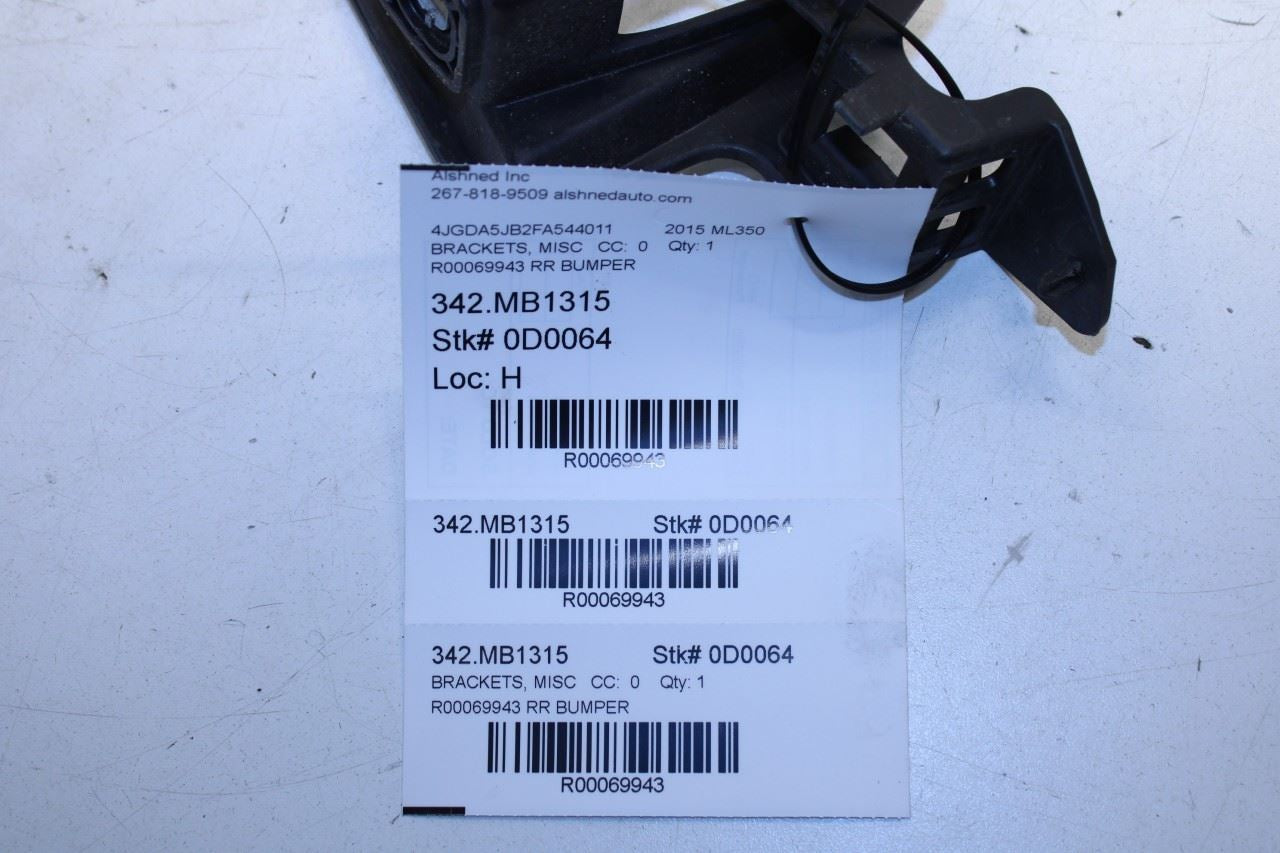 Alshned Inc
267-818-9509 alshnedauto.com
4JGDA5JB2FA544011 2015 ML350
BRACKETS, MISC CC: 0 Qty: 1
R00069943 RR BUMPER
342.MB1315
Stk# 0D0064
Loc: H
R00069943
342.MB1315 Stk# 0D0064
R00069943
342.MB1315 Stk# 0D0064
BRACKETS, MISC CC: 0 Qty: 1
R00069943 RR BUMPER
R00069943